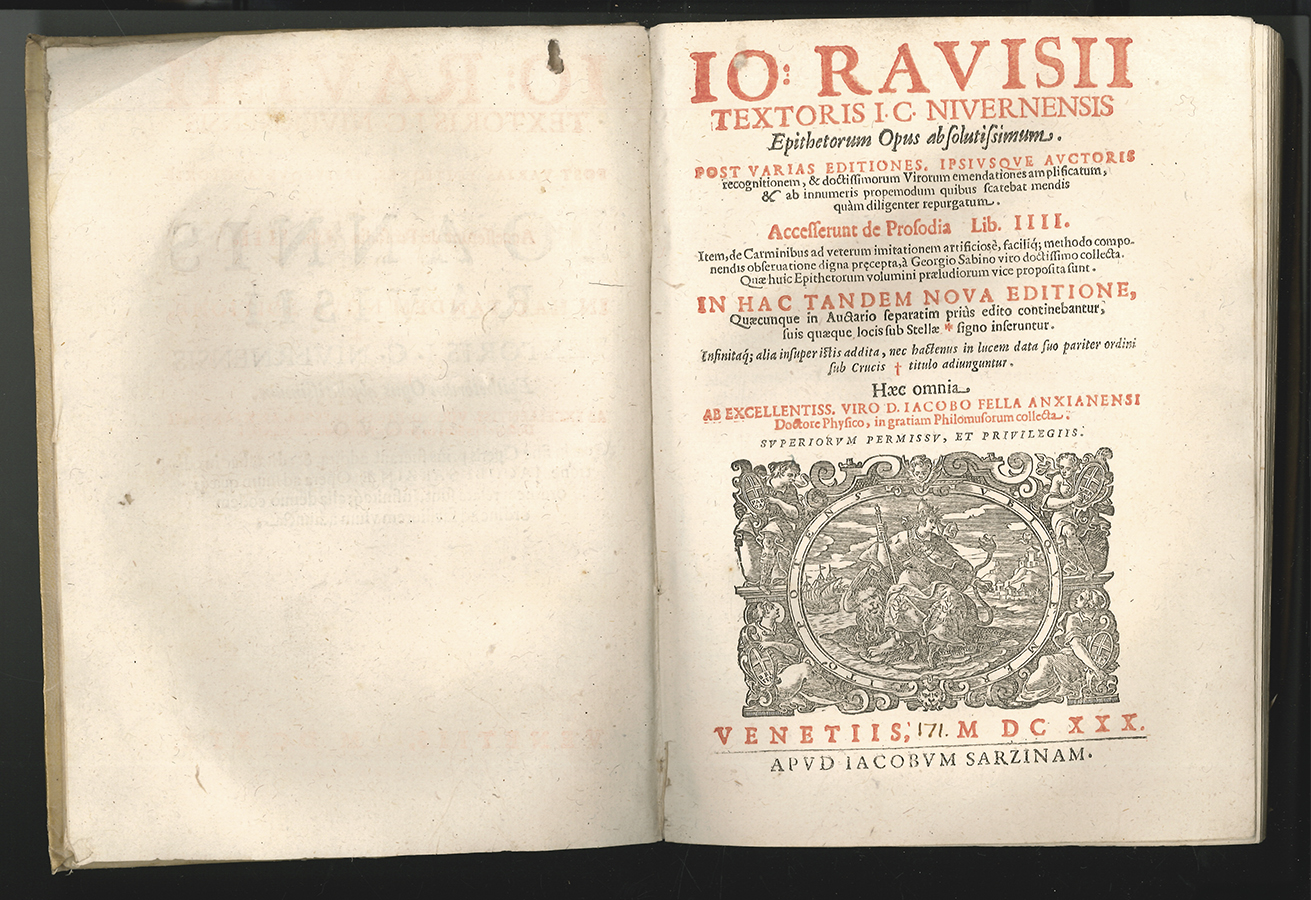 IO: RAVISII
TEXTORIS I. C. NIVERNENSIS
Epithetorum Opus abſolutiſsimum.
POST VARIAS EDITIONES, IPSIVSQVE AVCTORIS
recognitionem, & doctiſſimorum Virorum emendationes amplificatum,
& ab innumeris propemodum quibus ſcatebat mendis
quàm diligenter repurgatum.
Acceſſerunt de Proſodia Lib. IIII.
Item, de Carminibus ad veterum imitationem artificiosè, faciliq; methodo compo-
nendis obſeruatione digna pręcepta, à Georgio Sabino viro doctiſſimo collecta.
Quæ huic Epithetorum volumini præludiorum vice propoſita ſunt.
IN HAC TANDEM NOVA EDITIONE,
Quæcunque in Auctario ſeparatim priùs edito continebantur,
ſuis quæque locis ſub Stellæ * ſigno inſeruntur.
Infinitaq; alia inſuper iſtis addita, nec hactenus in lucem data ſuo pariter ordini
ſub Crucis † titulo adiunguntur.
Hæc omnia
AB EXCELLENTISS. VIRO D. IACOBO FELLA ANXIANENSI
Doctore Phyſico, in gratiam Philomuſorum collecta.
SVPERIORVM PERMISSV, ET PRIVILEGIIS.
VENETIIS, 171. M DC XXX.
APVD IACOBVM SARZINAM.